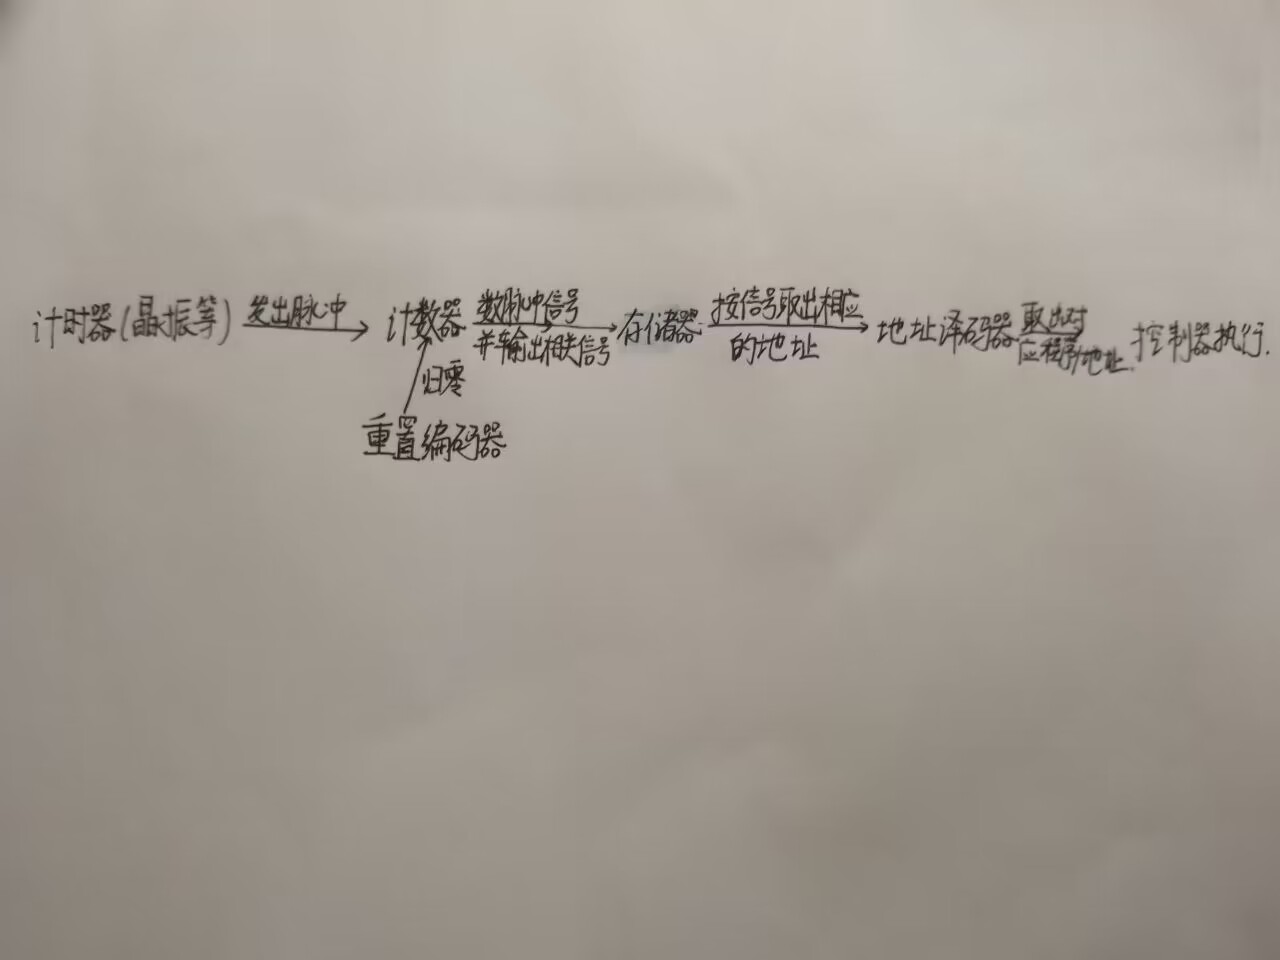 计时器(晶振等) 发出脉冲 计数器 数脉冲信号 存储器 按信号取出相应 地址译码器 取出对 控制器执行.
并输出相关信号 的地址 应程序地址.
归零
重置编码器